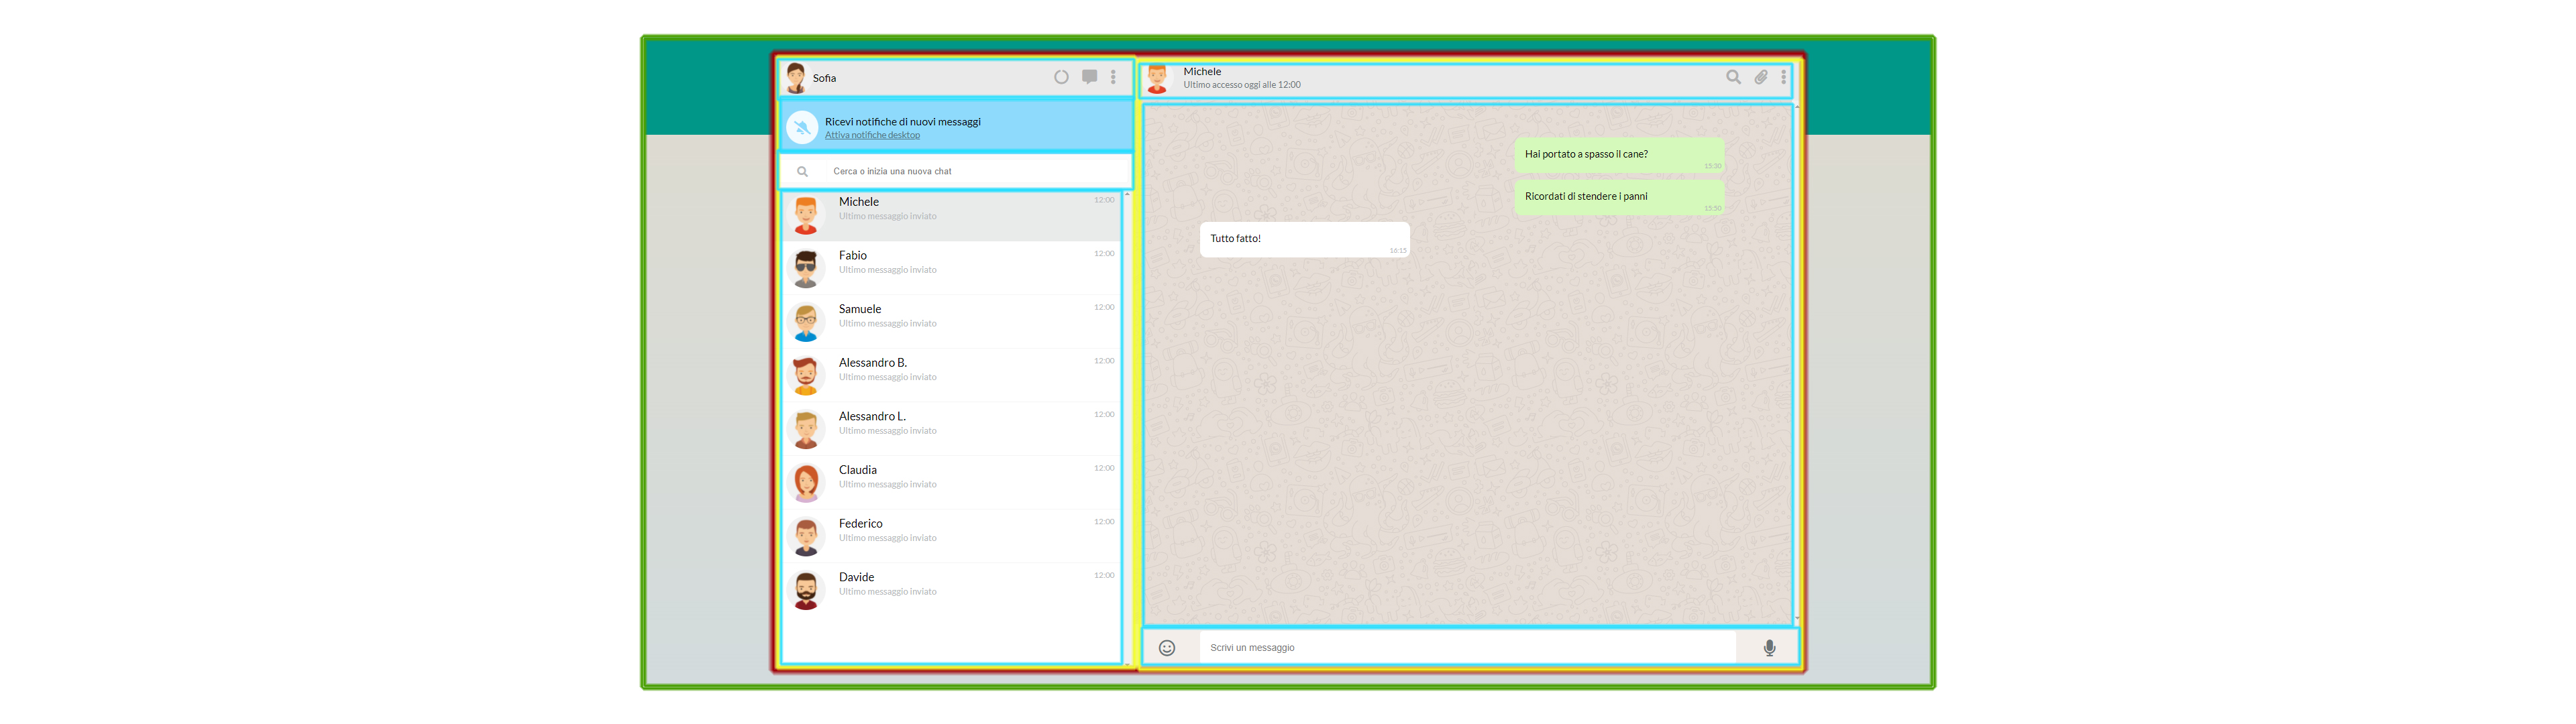 Sofia
Ricevi notifiche di nuovi messaggi
Attiva notifiche desktop
Cerca o inizia una nuova chat
Michele 12:00
Ultimo messaggio inviato
Fabio 12:00
Ultimo messaggio inviato
Samuele 12:00
Ultimo messaggio inviato
Alessandro B. 12:00
Ultimo messaggio inviato
Alessandro L. 12:00
Ultimo messaggio inviato
Claudia 12:00
Ultimo messaggio inviato
Federico 12:00
Ultimo messaggio inviato
Davide 12:00
Ultimo messaggio inviato
Michele
Ultimo accesso oggi alle 12:00
Hai portato a spasso il cane?
15:30
Ricordati di stendere i panni
15:50
Tutto fatto!
16:15
Scrivi un messaggio